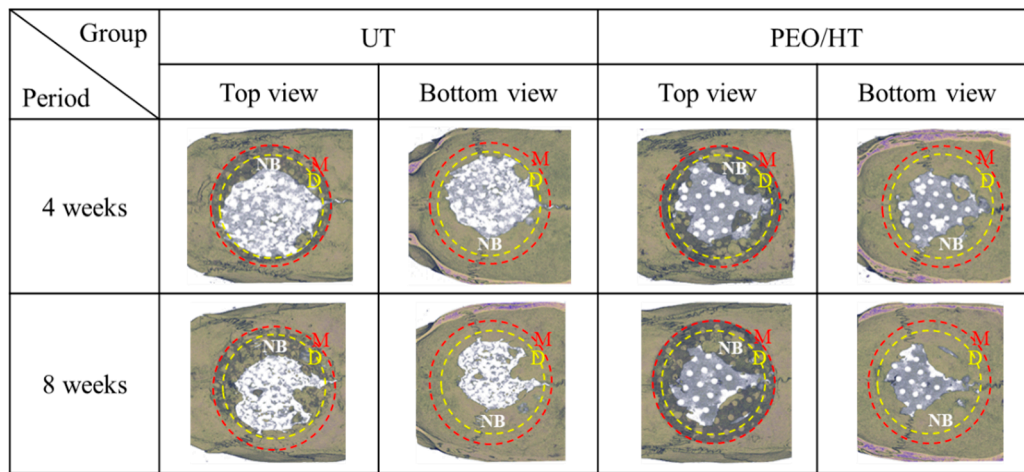 Group
UT
PEO/HT
Period
Top view
Bottom view
Top view
Bottom view
4 weeks
NB
M
D
M
D
NB
NB
M
D
M
D
NB
8 weeks
NB
M
D
M
D
NB
NB
M
D
M
D
NB